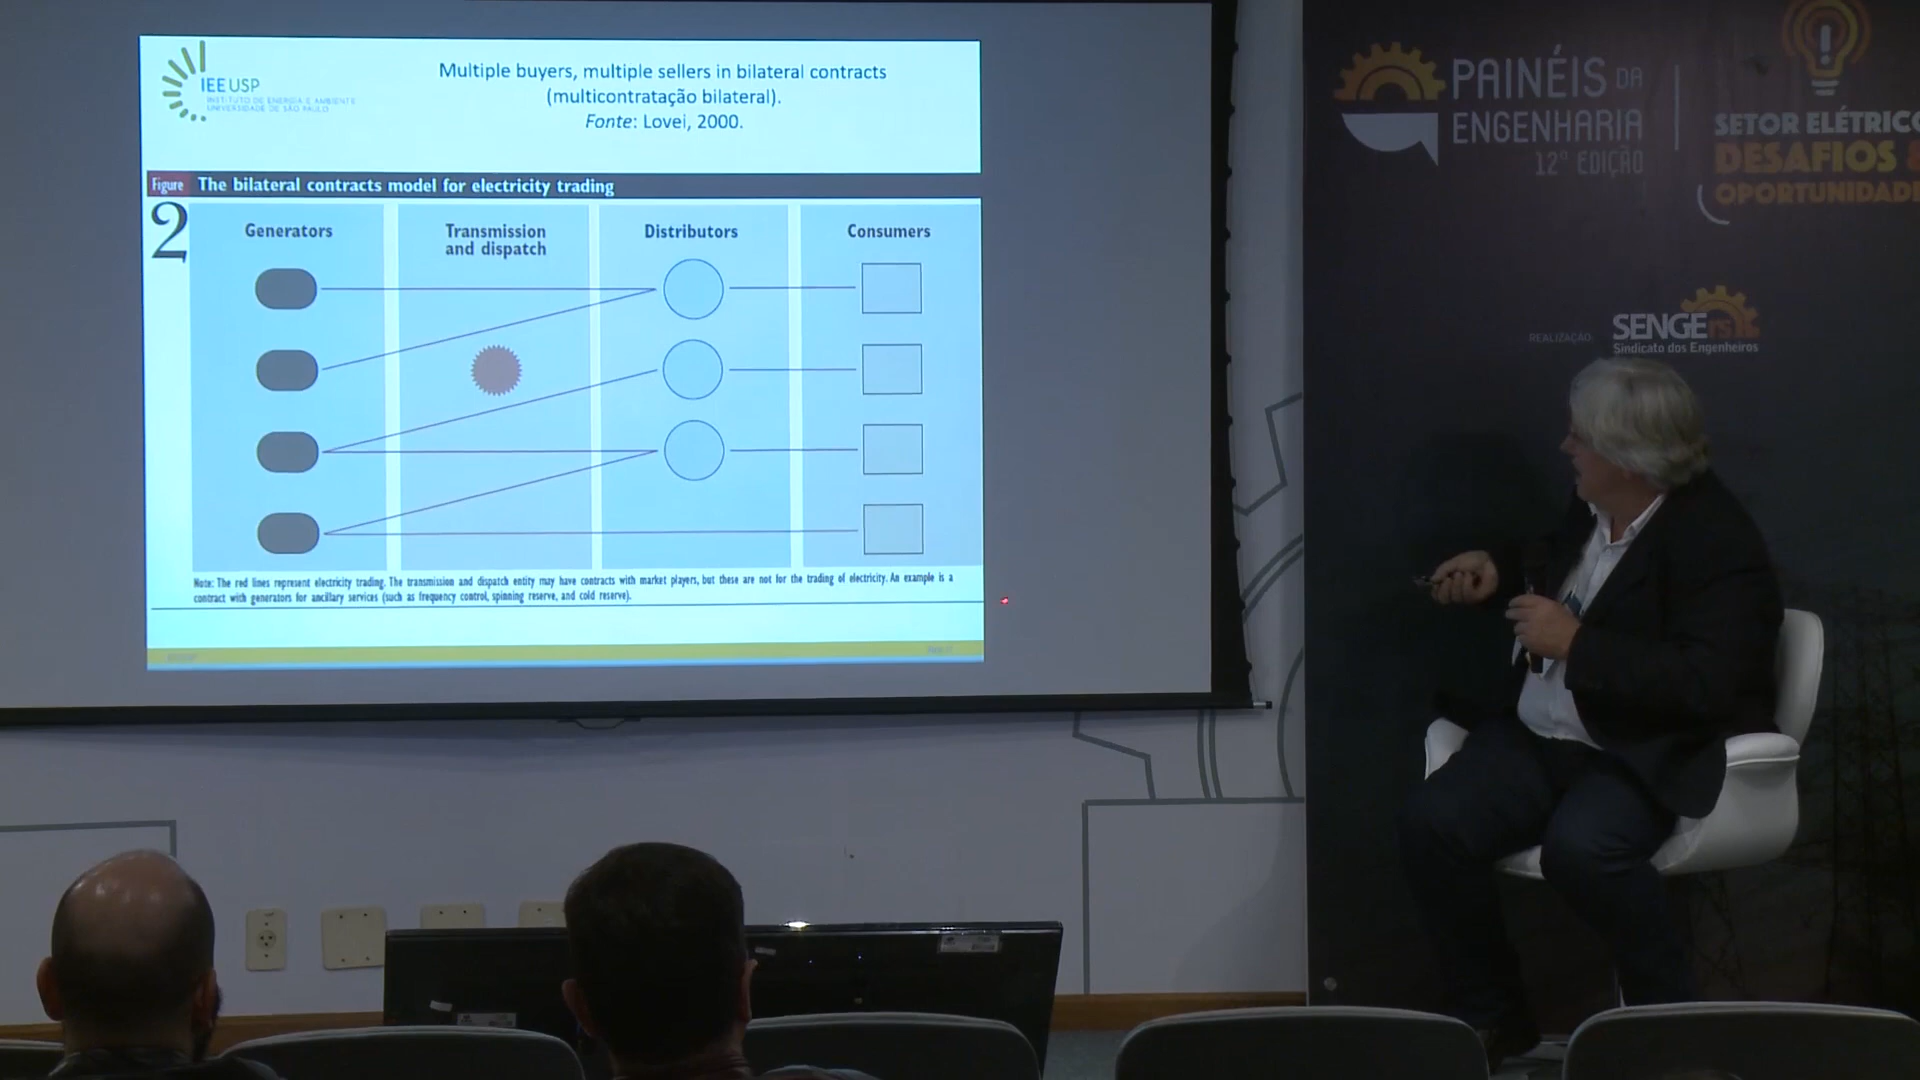 IEE USP
INSTITUTO DE ENERGIA E AMBIENTE
UNIVERSIDADE DE SÃO PAULO
Multiple buyers, multiple sellers in bilateral contracts
(multicontratação bilateral).
Fonte: Lovei, 2000.
Figure The bilateral contracts model for electricity trading
2
Generators
Transmission
and dispatch
Distributors
Consumers
Note: The red lines represent electricity trading. The transmission and dispatch entity may have contracts with market players, but these are not for the trading of electricity. An example is a
contract with generators for ancillary services (such as frequency control, spinning reserve, and cold reserve).
PAINÉIS DA
ENGENHARIA
12º EDIÇÃO
SETOR ELÉTRICO
DESAFIOS &
OPORTUNIDADE
REALIZAÇÃO:
SENGE rs
Sindicato dos Engenheiros